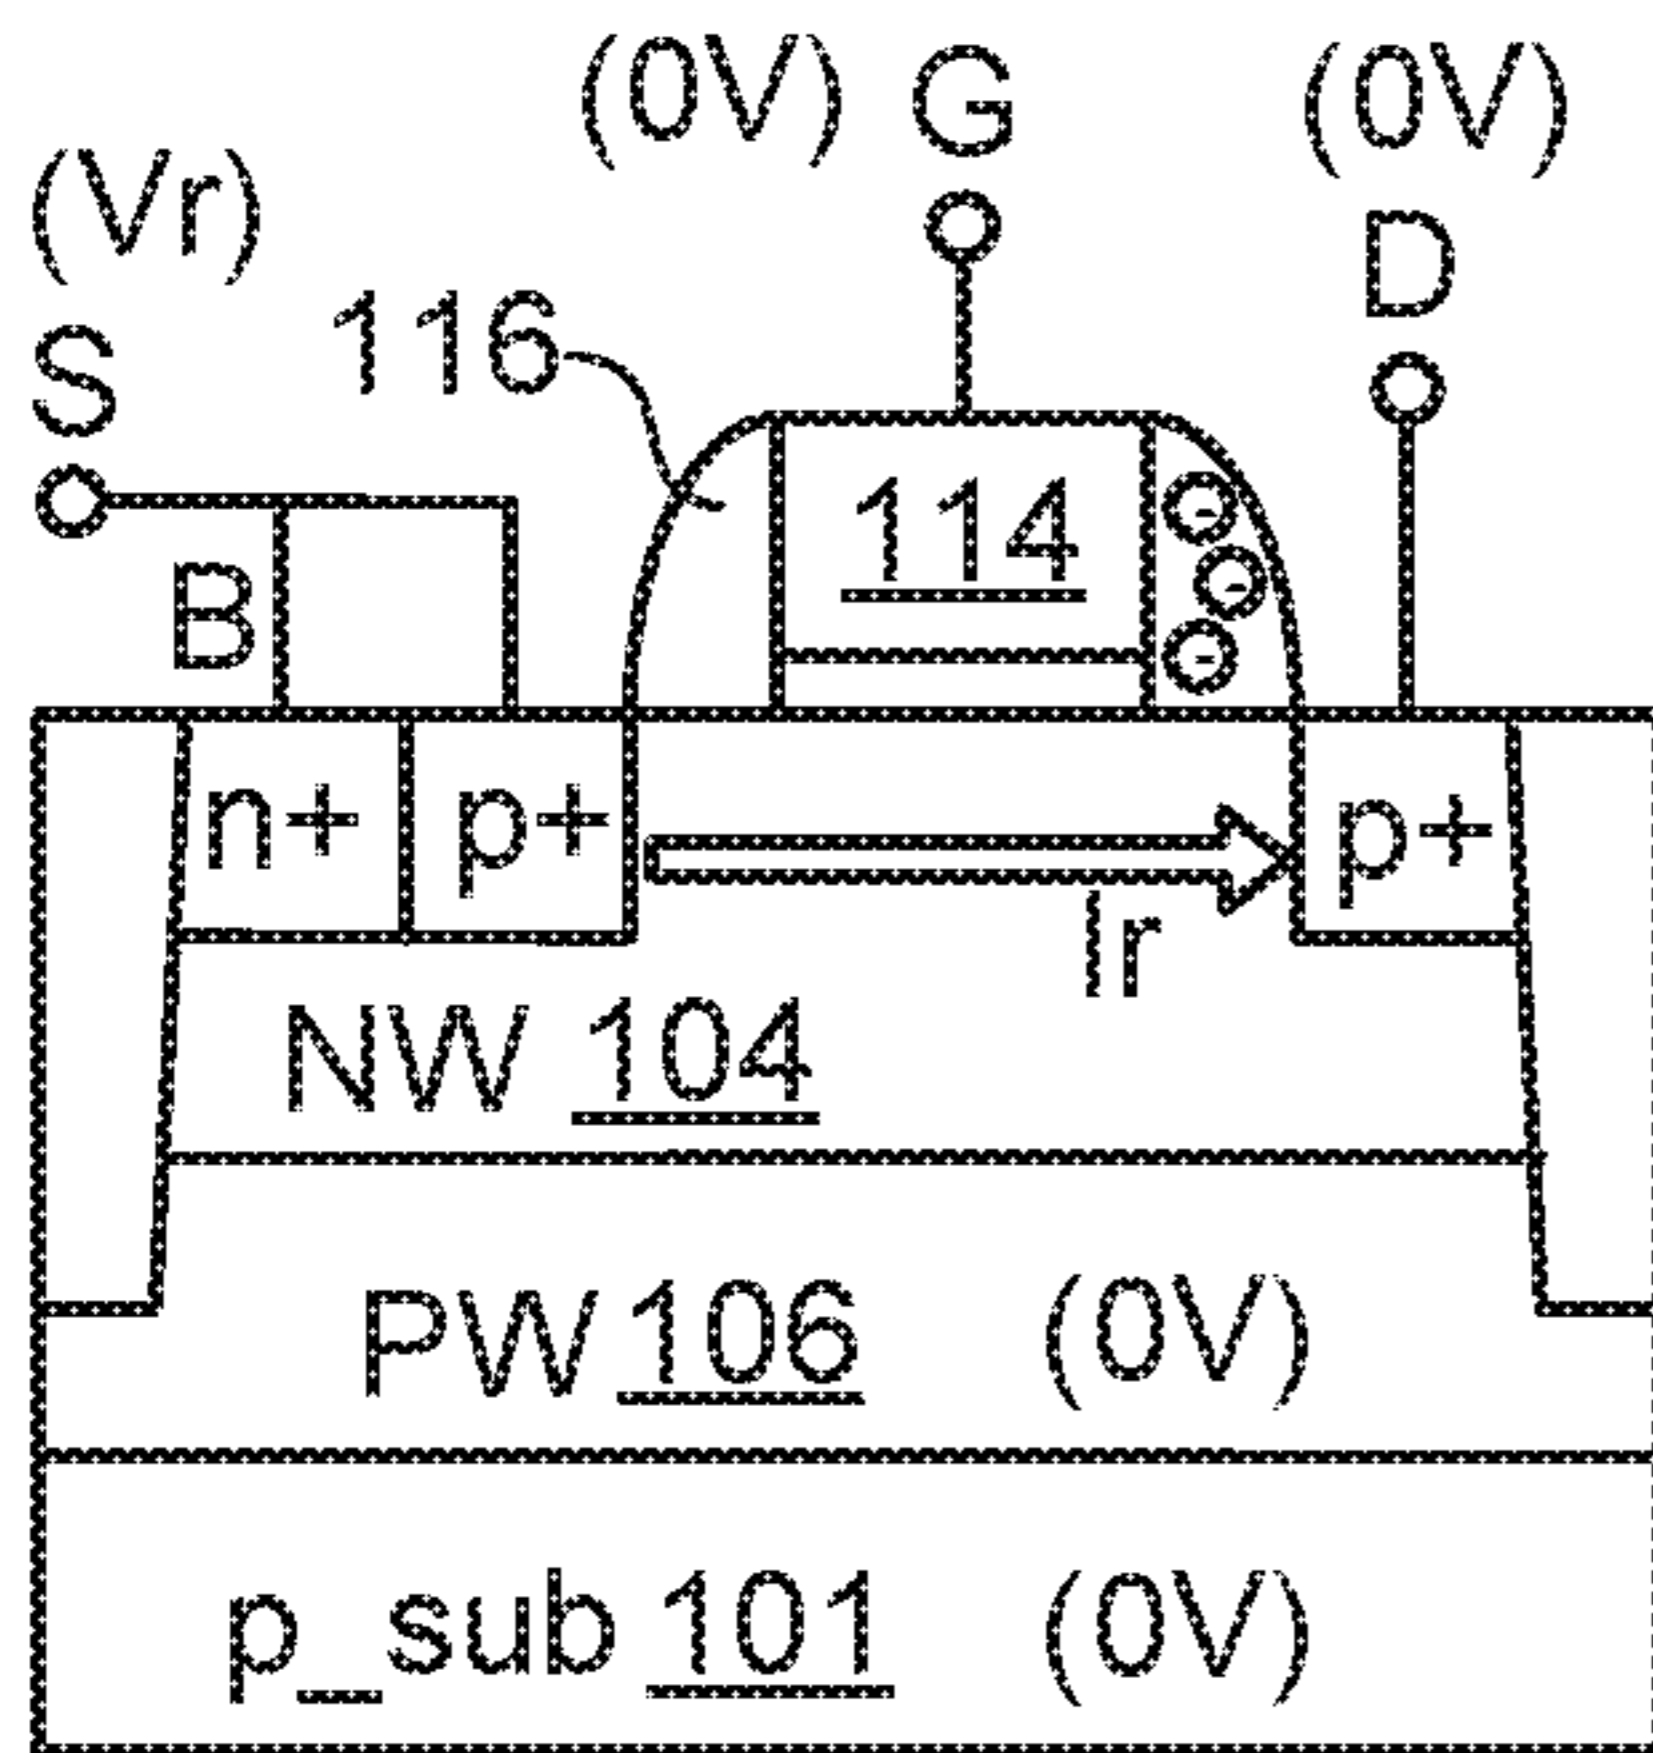 (0V) G (0V)
(Vr) D
S 116
114
B
- - -
n+ p+ p+
Ir
NW 104
PW 106 (0V)
p_sub 101 (0V)